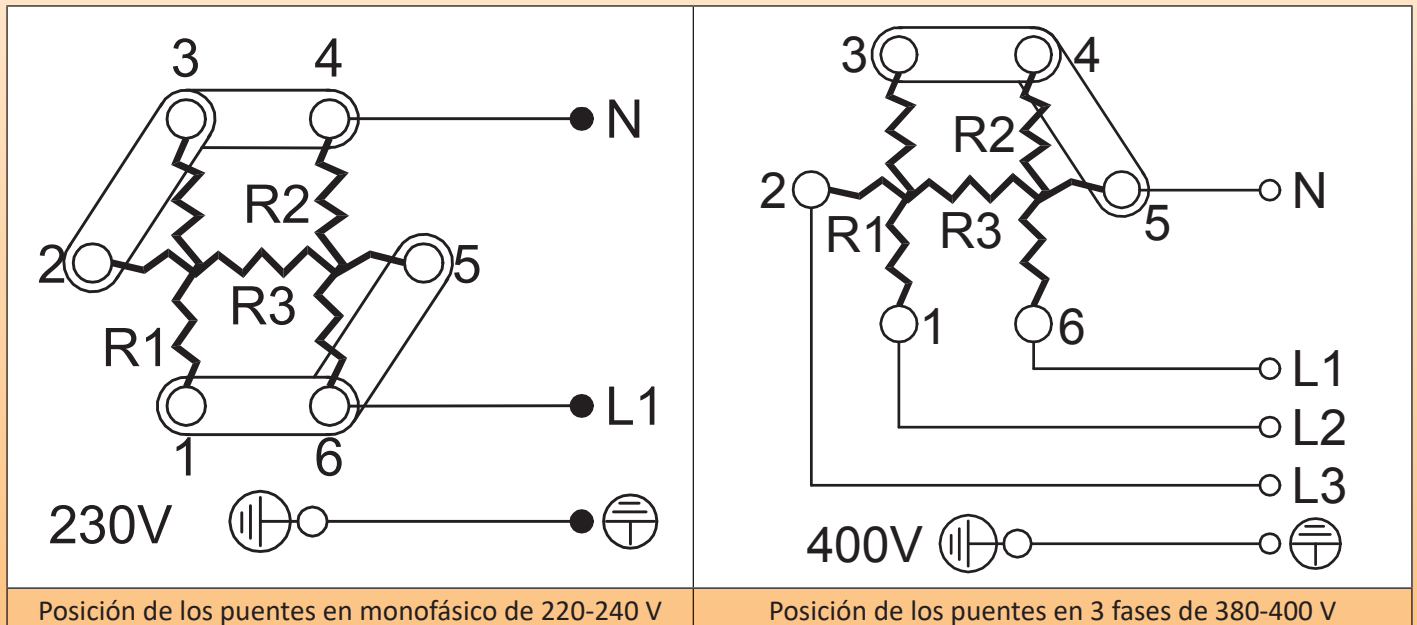 3 4
N
R2
2
5
R3
R1
L1
1 6
230V
Posición de los puentes en monofásico de 220-240 V
3 4
R2
2 N
R1 R3 5
1 6
L1
L2
L3
400V
Posición de los puentes en 3 fases de 380-400 V